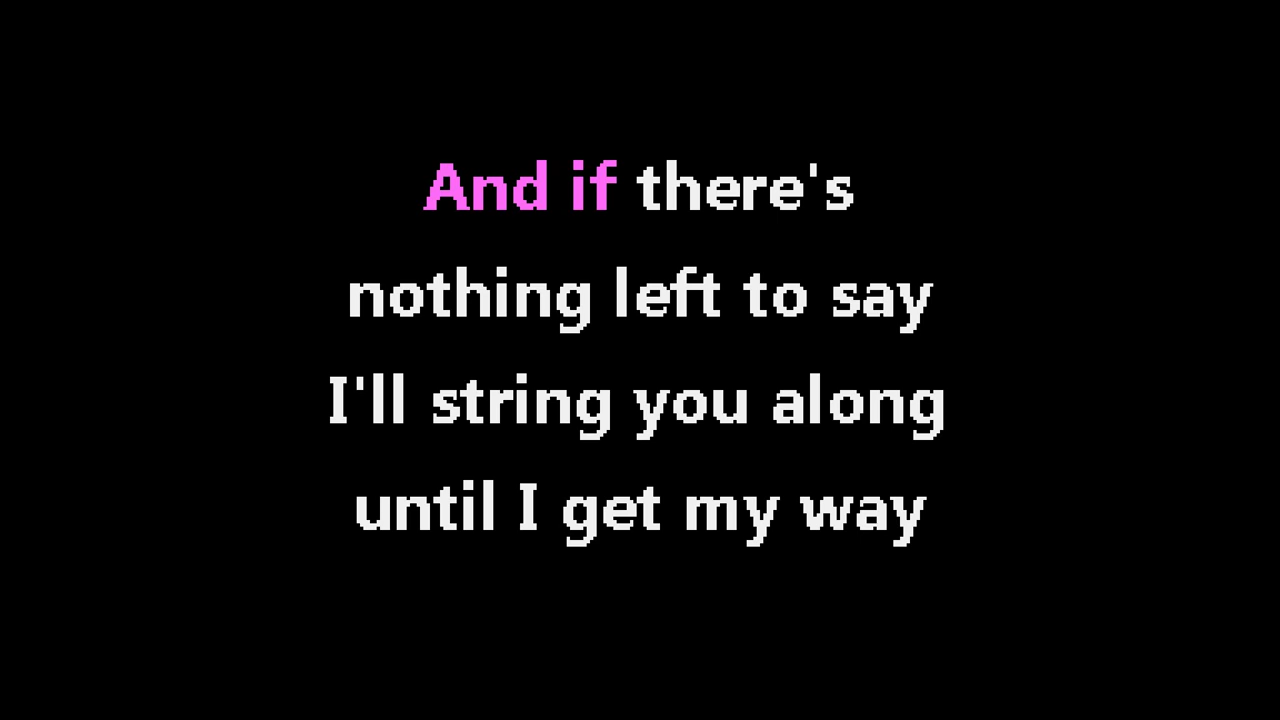 And if there's
nothing left to say
I'll string you along
until I get my way